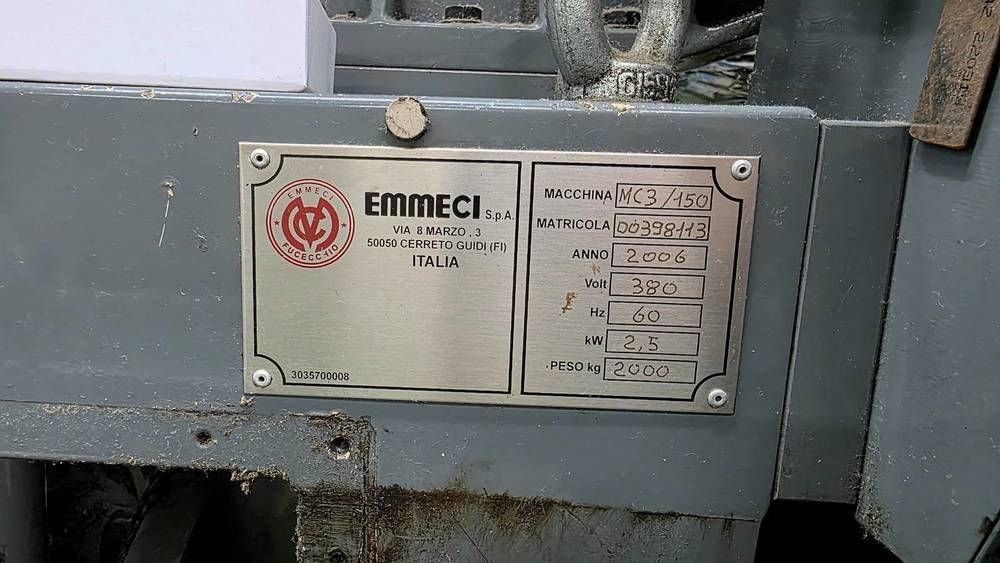 EMMECI
FUCECCHIO
EMMECI S.p.A.
VIA 8 MARZO , 3
50050 CERRETO GUIDI (FI)
ITALIA
3035700008
MACCHINA MC3/150
MATRICOLA 00398113
ANNO 2006
Volt 380
Hz 60
kW 2,5
PESO kg 2000